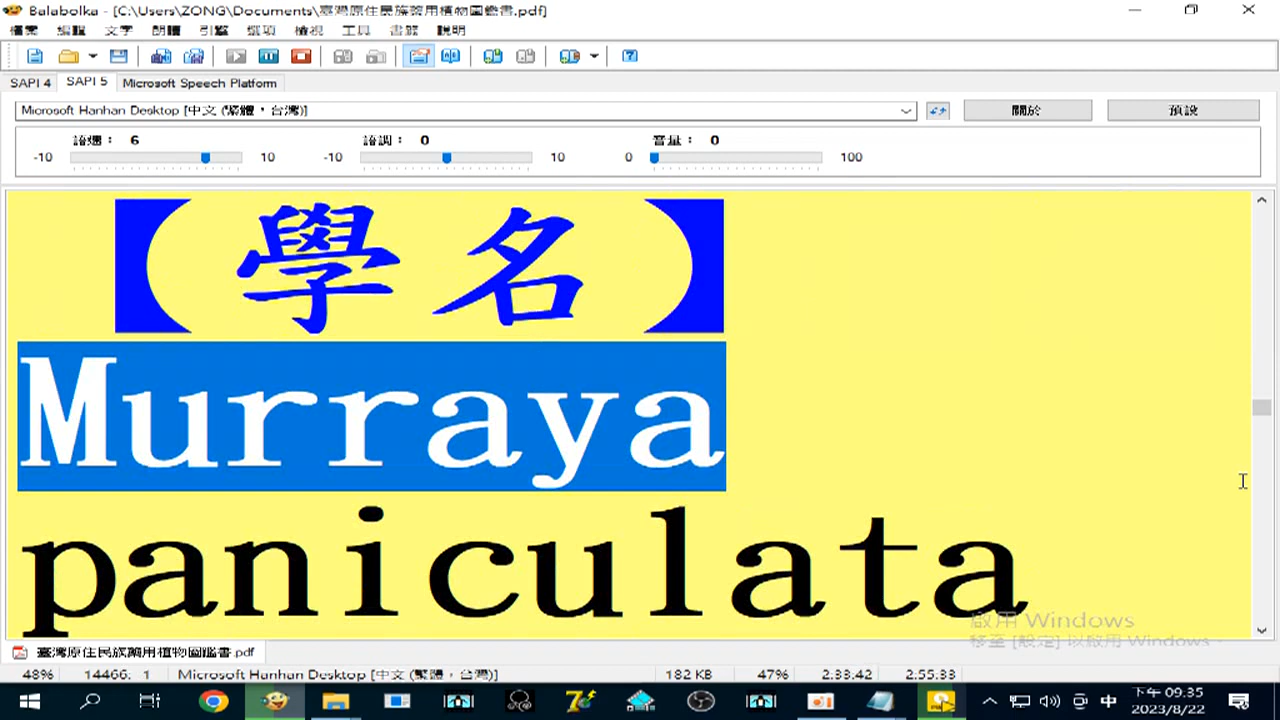 Balabolka - [C:\Users\ZONG\Documents\臺灣原住民族藥用植物圖鑑書.pdf]
檔案 編輯 文字 朗讀 引擎 選項 檢視 工具 書籤 說明
SAPI 4 SAPI 5 Microsoft Speech Platform
Microsoft Hanhan Desktop [中文 (繁體，台灣)] 關於 預設
語速： 6 語調： 0 音量： 0
-10 10 -10 10 0 100
【學名】
Murraya
paniculata
啟用 Windows
移至 [設定] 以啟用 Windows。
臺灣原住民族藥用植物圖鑑書.pdf
48% 14466: 1 Microsoft Hanhan Desktop [中文 (繁體，台灣)] 182 KB 47% 2:33:42 2:55:33
中 下午 09:35
2023/8/22